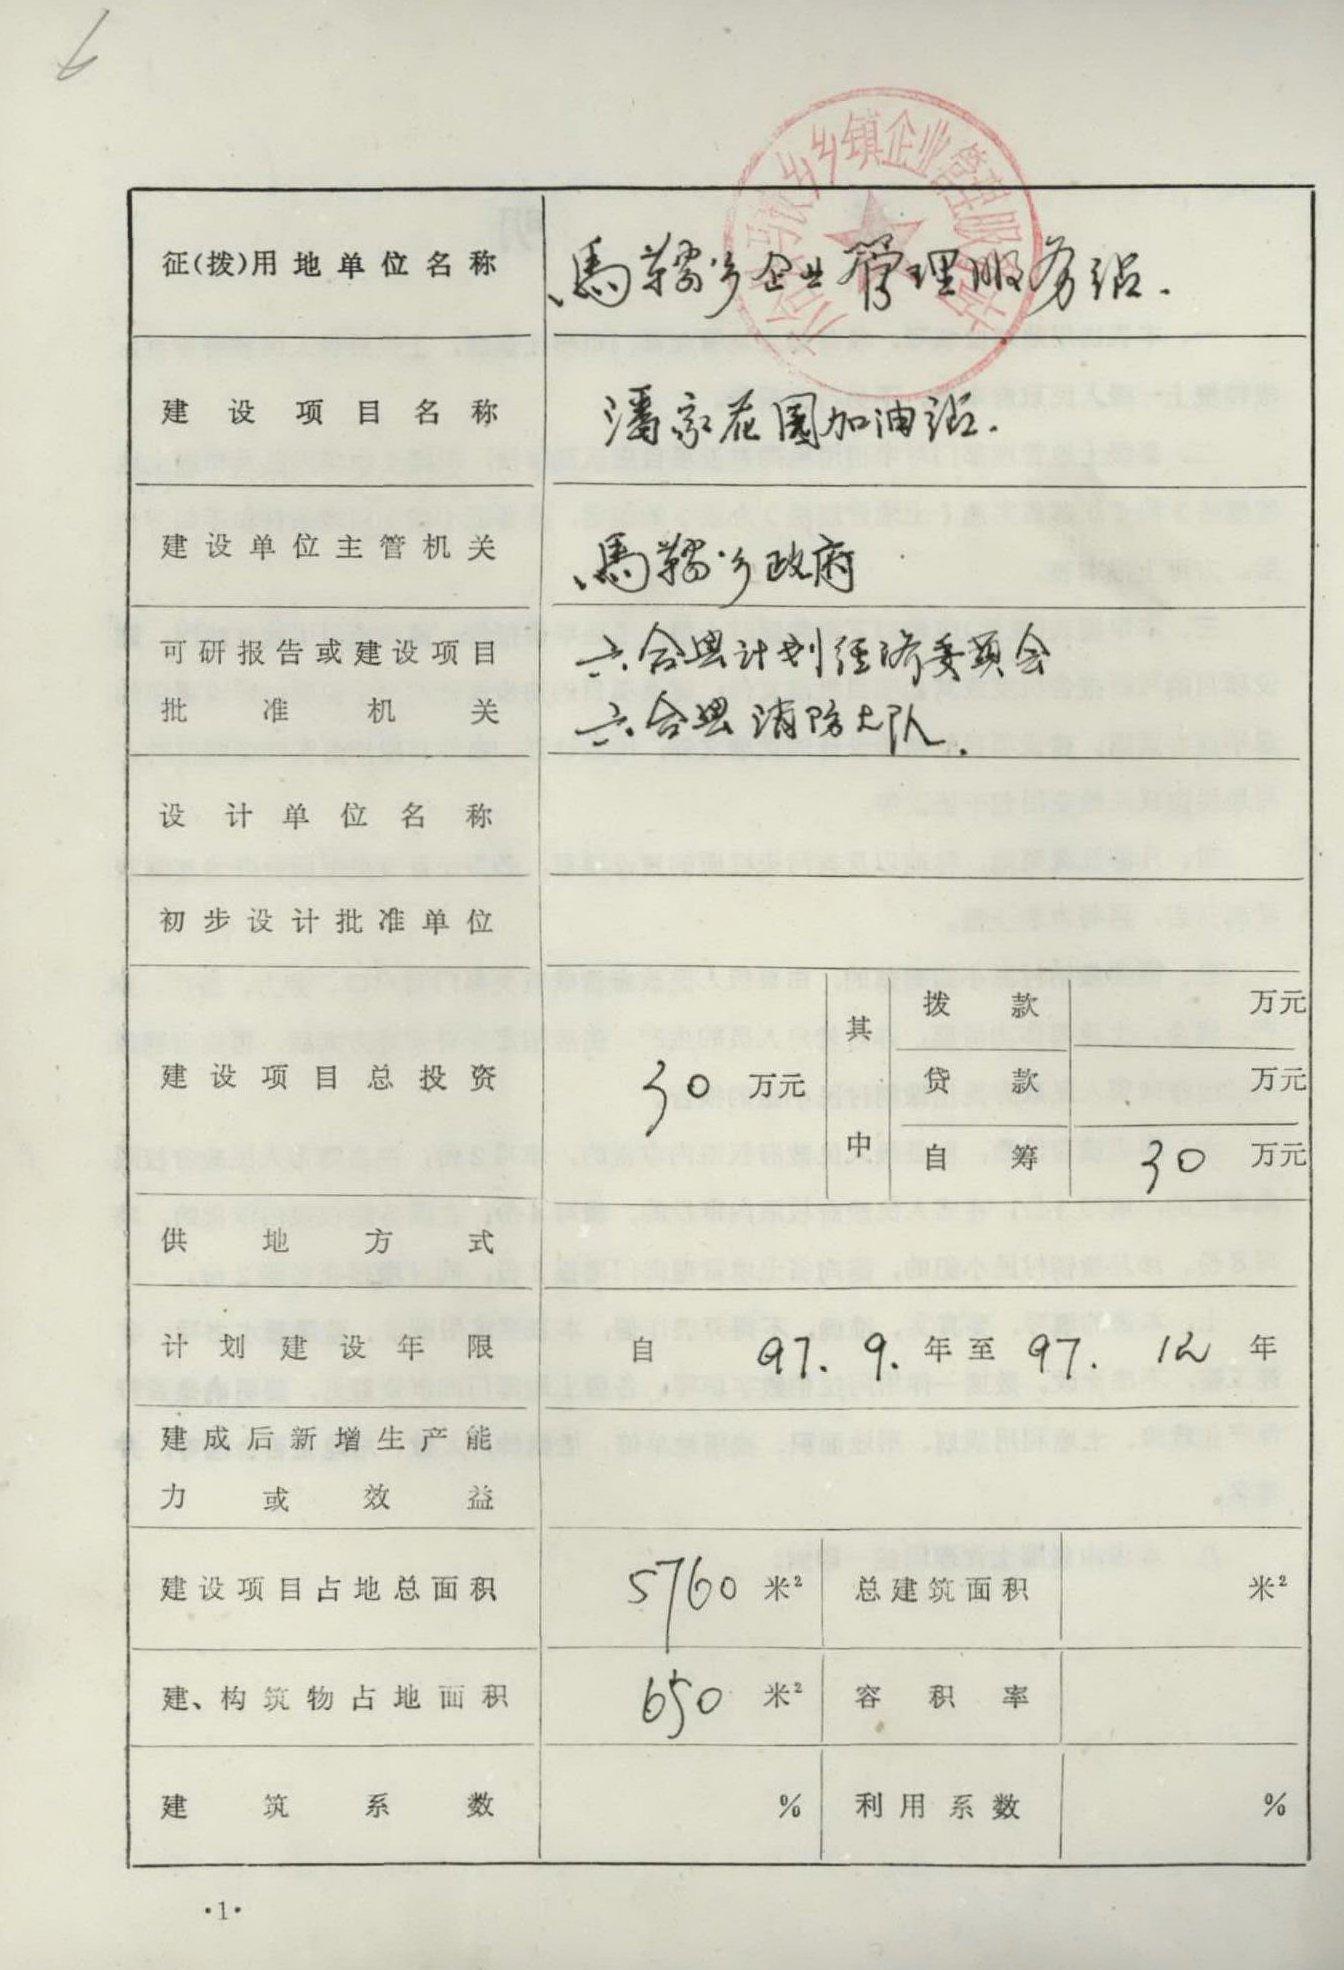 征(拨)用地单位名称 馬鞍乡企业管理服务站.
建设项目名称 潘家花園加油站.
建设单位主管机关 馬鞍乡政府
可研报告或建设项目 六合县计划经济委员会
批准机关 六合县消防大队.
设计单位名称
初步设计批准单位
建设项目总投资 30 万元 其中 拨款 万元
贷款 万元
自筹 30 万元
供地方式
计划建设年限 自 97. 9. 年至 97. 12 年
建成后新增生产能
力或效益
建设项目占地总面积 5760 米² 总建筑面积 米²
建、构筑物占地面积 650 米² 容积率
建筑系数 % 利用系数 %
·1·